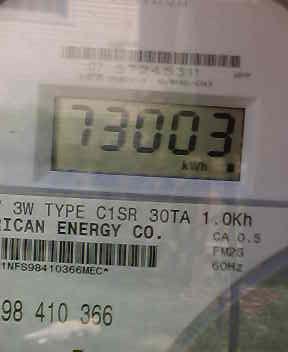 73003
kWh
3W TYPE C1SR 30TA 1.0Kh
RICAN ENERGY CO.
CA 0.5
FM2S
60Hz
1NFS98410366MEC*
98 410 366